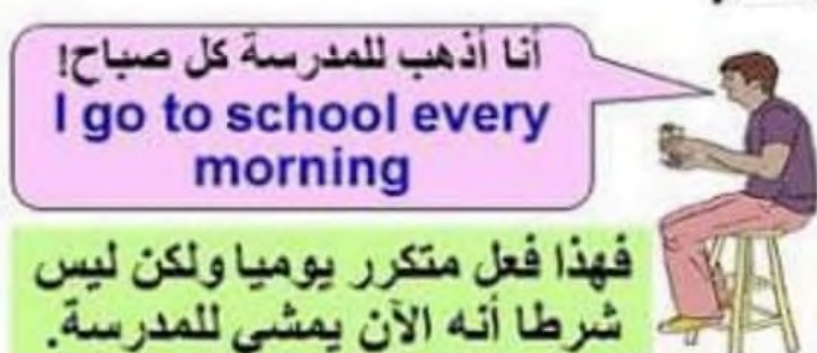 أنا أذهب للمدرسة كل صباح!
I go to school every
morning
فهذا فعل متكرر يوميا ولكن ليس
شرطا أنه الآن يمشي للمدرسة.